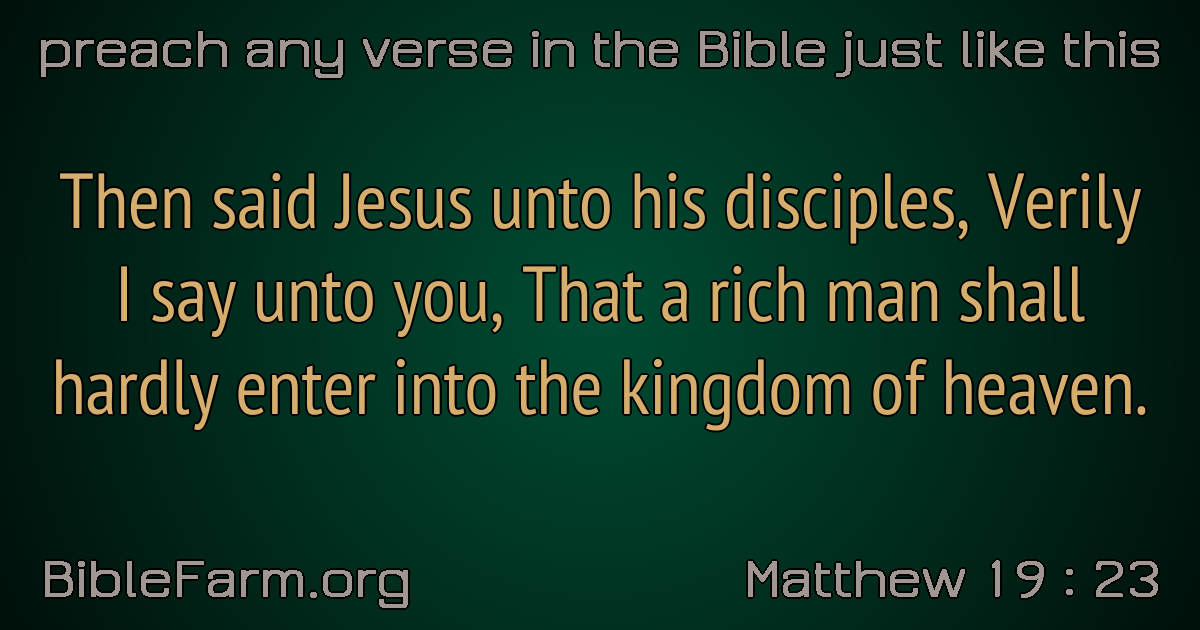 preach any verse in the Bible just like this
Then said Jesus unto his disciples, Verily
I say unto you, That a rich man shall
hardly enter into the kingdom of heaven.
BibleFarm.org
Matthew 19 : 23